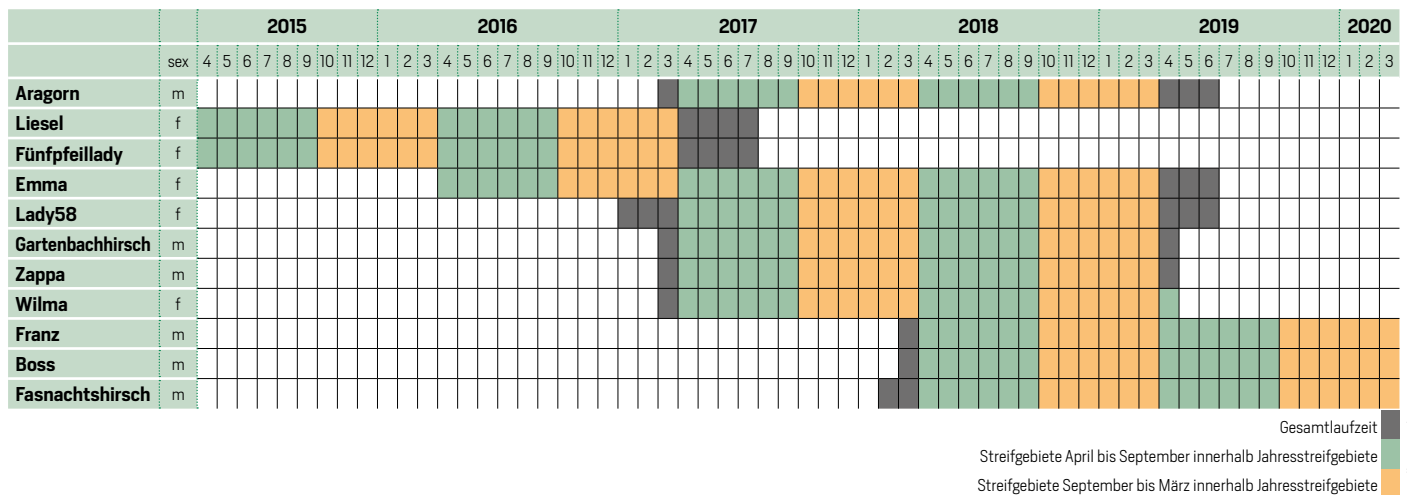 2015 2016 2017 2018 2019 2020
sex 4 5 6 7 8 9 10 11 12 1 2 3 4 5 6 7 8 9 10 11 12 1 2 3 4 5 6 7 8 9 10 11 12 1 2 3 4 5 6 7 8 9 10 11 12 1 2 3 4 5 6 7 8 9 10 11 12 1 2 3
Aragorn m
Liesel f
Fünfpfeillady f
Emma f
Lady58 f
Gartenbachhirsch m
Zappa m
Wilma f
Franz m
Boss m
Fasnachtshirsch m
Gesamtlaufzeit
Streifgebiete April bis September innerhalb Jahresstreifgebiete
Streifgebiete September bis März innerhalb Jahresstreifgebiete